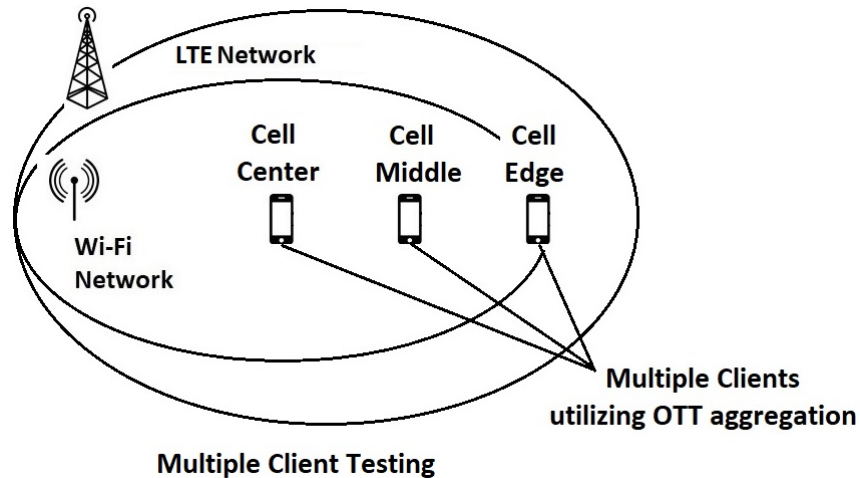 LTE Network
Cell
Center
Cell
Middle
Cell
Edge
Wi-Fi
Network
Multiple Clients
utilizing OTT aggregation
Multiple Client Testing